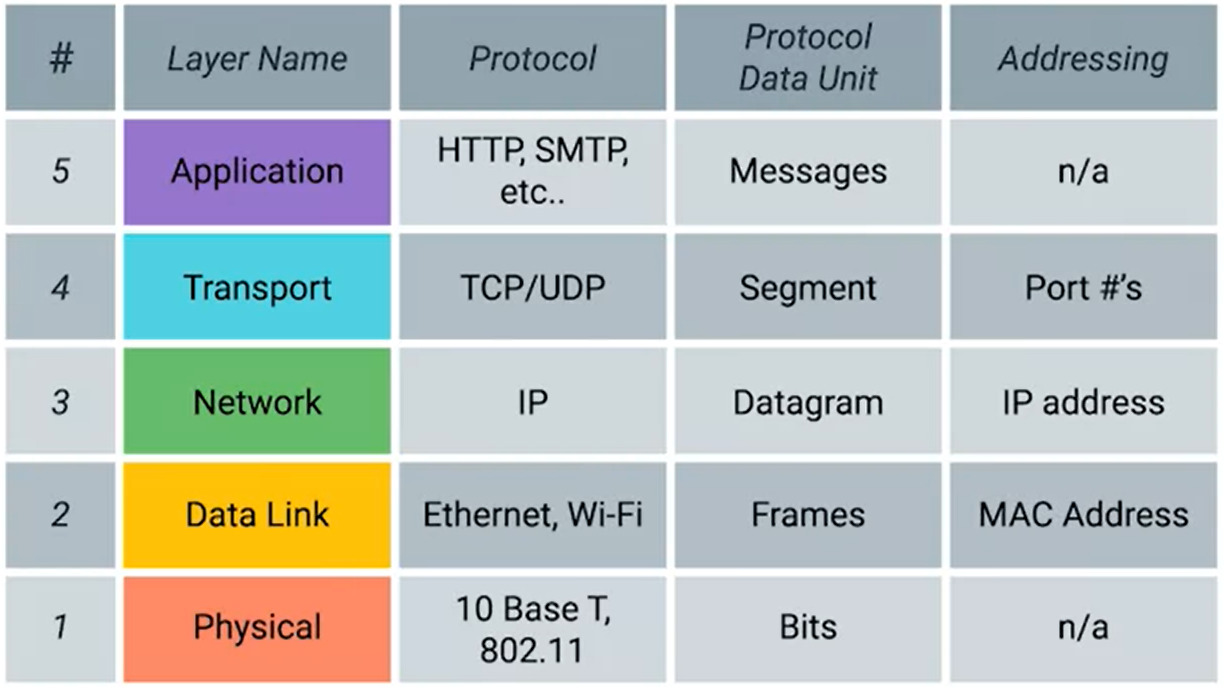 # Layer Name Protocol Protocol Data Unit Addressing
5 Application HTTP, SMTP, etc.. Messages n/a
4 Transport TCP/UDP Segment Port #'s
3 Network IP Datagram IP address
2 Data Link Ethernet, Wi-Fi Frames MAC Address
1 Physical 10 Base T, 802.11 Bits n/a